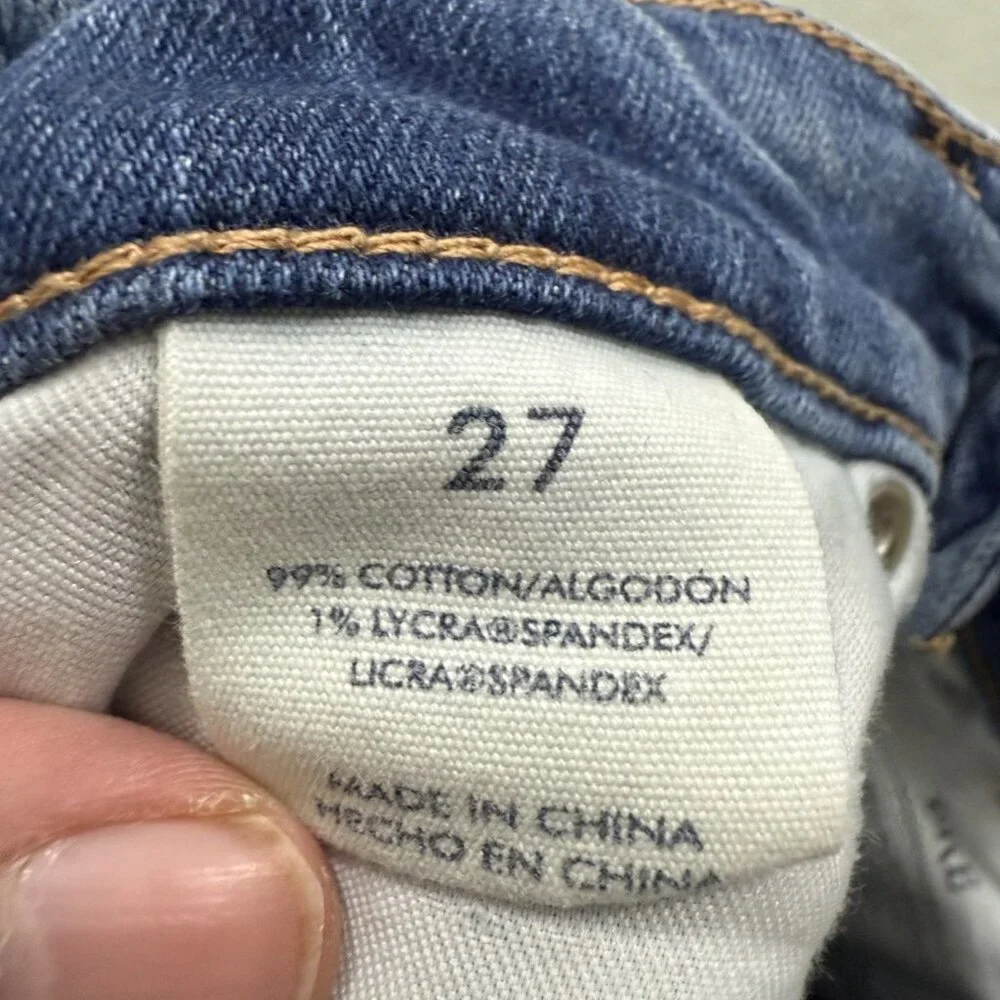 27
99% COTTON/ALGODÓN
1% LYCRA®SPANDEX/
LICRA®SPANDEX
MADE IN CHINA
HECHO EN CHINA